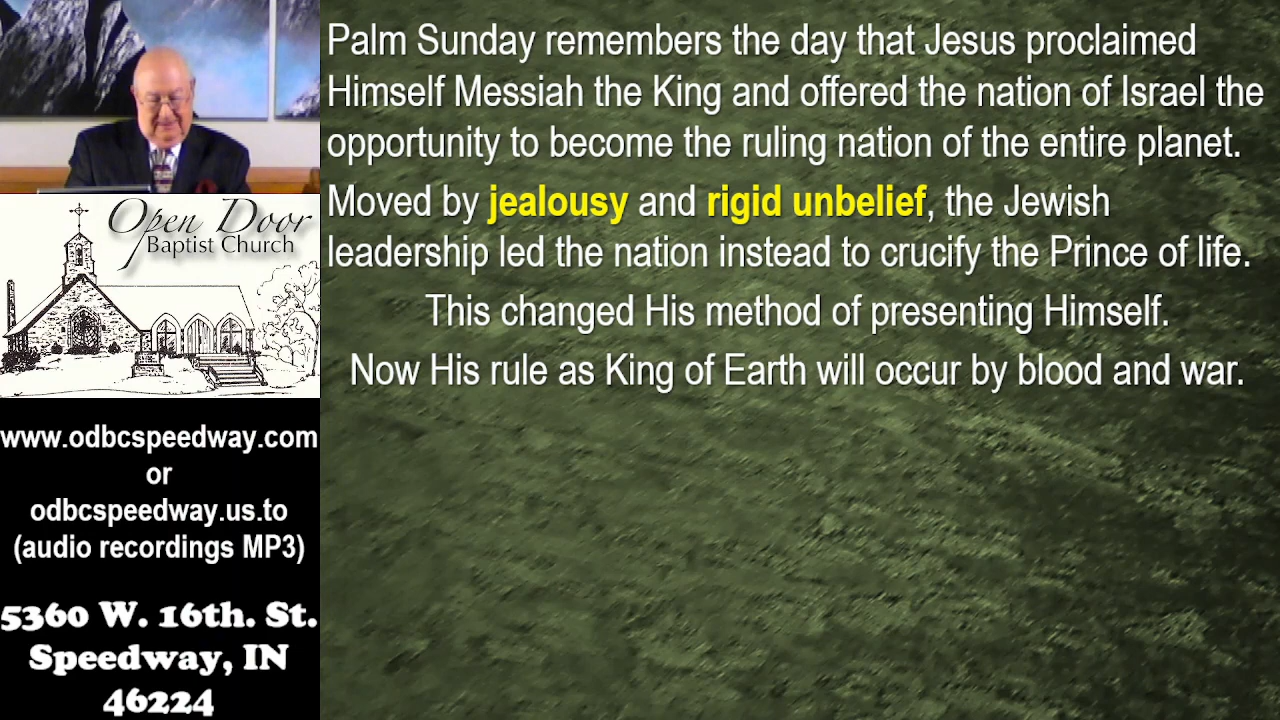 Palm Sunday remembers the day that Jesus proclaimed
Himself Messiah the King and offered the nation of Israel the
opportunity to become the ruling nation of the entire planet.
Moved by jealousy and rigid unbelief, the Jewish
leadership led the nation instead to crucify the Prince of life.
This changed His method of presenting Himself.
Now His rule as King of Earth will occur by blood and war.
Open Door
Baptist Church
www.odbcspeedway.com
or
odbcspeedway.us.to
(audio recordings MP3)
5360 W. 16th. St.
Speedway, IN
46224